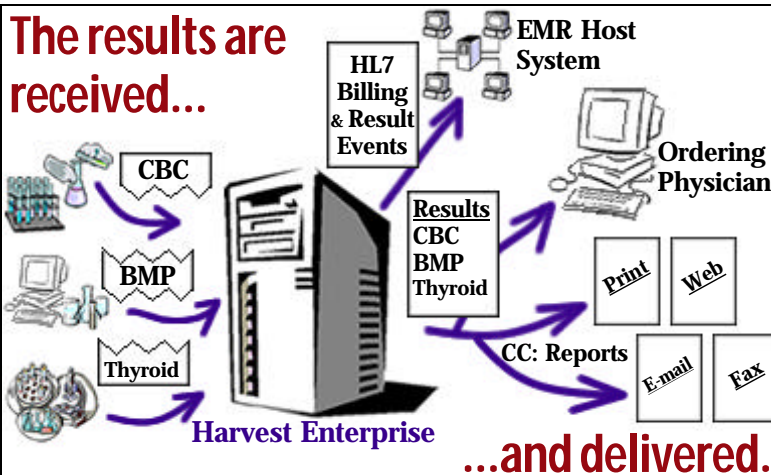 The results are
received...
HL7
Billing
& Result
Events
EMR Host
System
CBC
BMP
Thyroid
Harvest Enterprise
Results
CBC
BMP
Thyroid
Ordering
Physician
Print
Web
CC: Reports
E-mail
Fax
...and delivered.